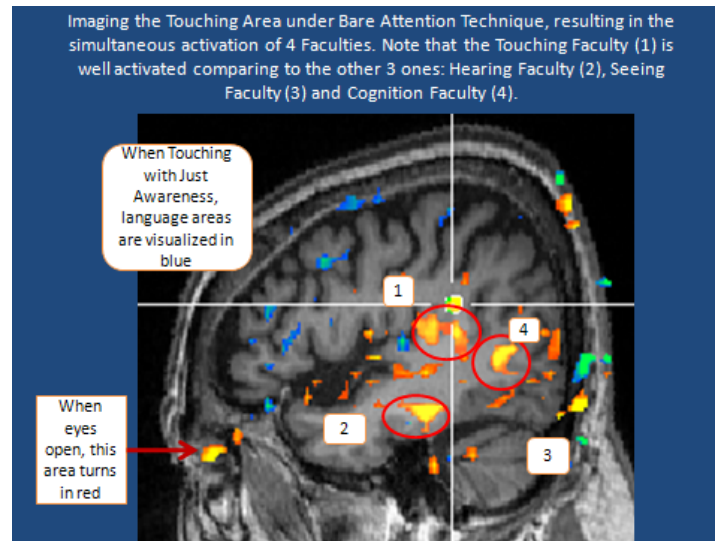 Imaging the Touching Area under Bare Attention Technique, resulting in the
simultaneous activation of 4 Faculties. Note that the Touching Faculty (1) is
well activated comparing to the other 3 ones: Hearing Faculty (2), Seeing
Faculty (3) and Cognition Faculty (4).
When Touching
with Just
Awareness,
language areas
are visualized in
blue
1
4
When
eyes
open, this
area turns
in red
2
3